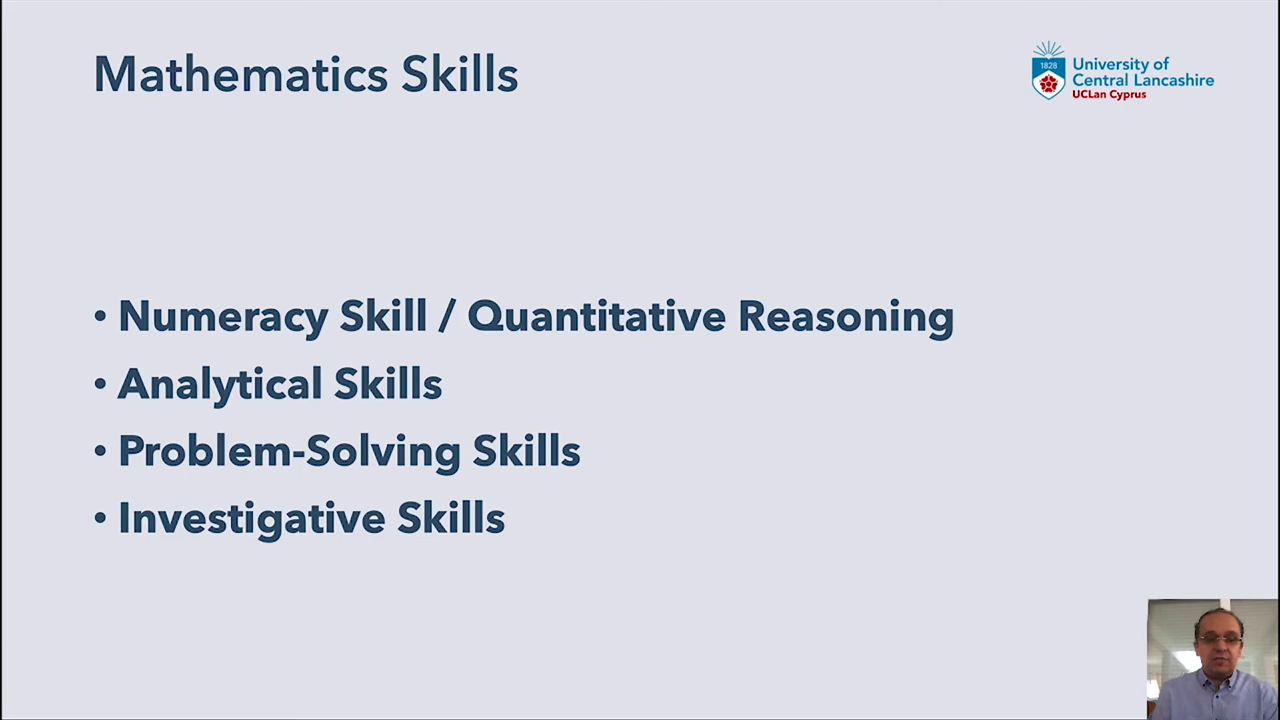 Mathematics Skills
1828
University of
Central Lancashire
UCLan Cyprus
• Numeracy Skill / Quantitative Reasoning
• Analytical Skills
• Problem-Solving Skills
• Investigative Skills